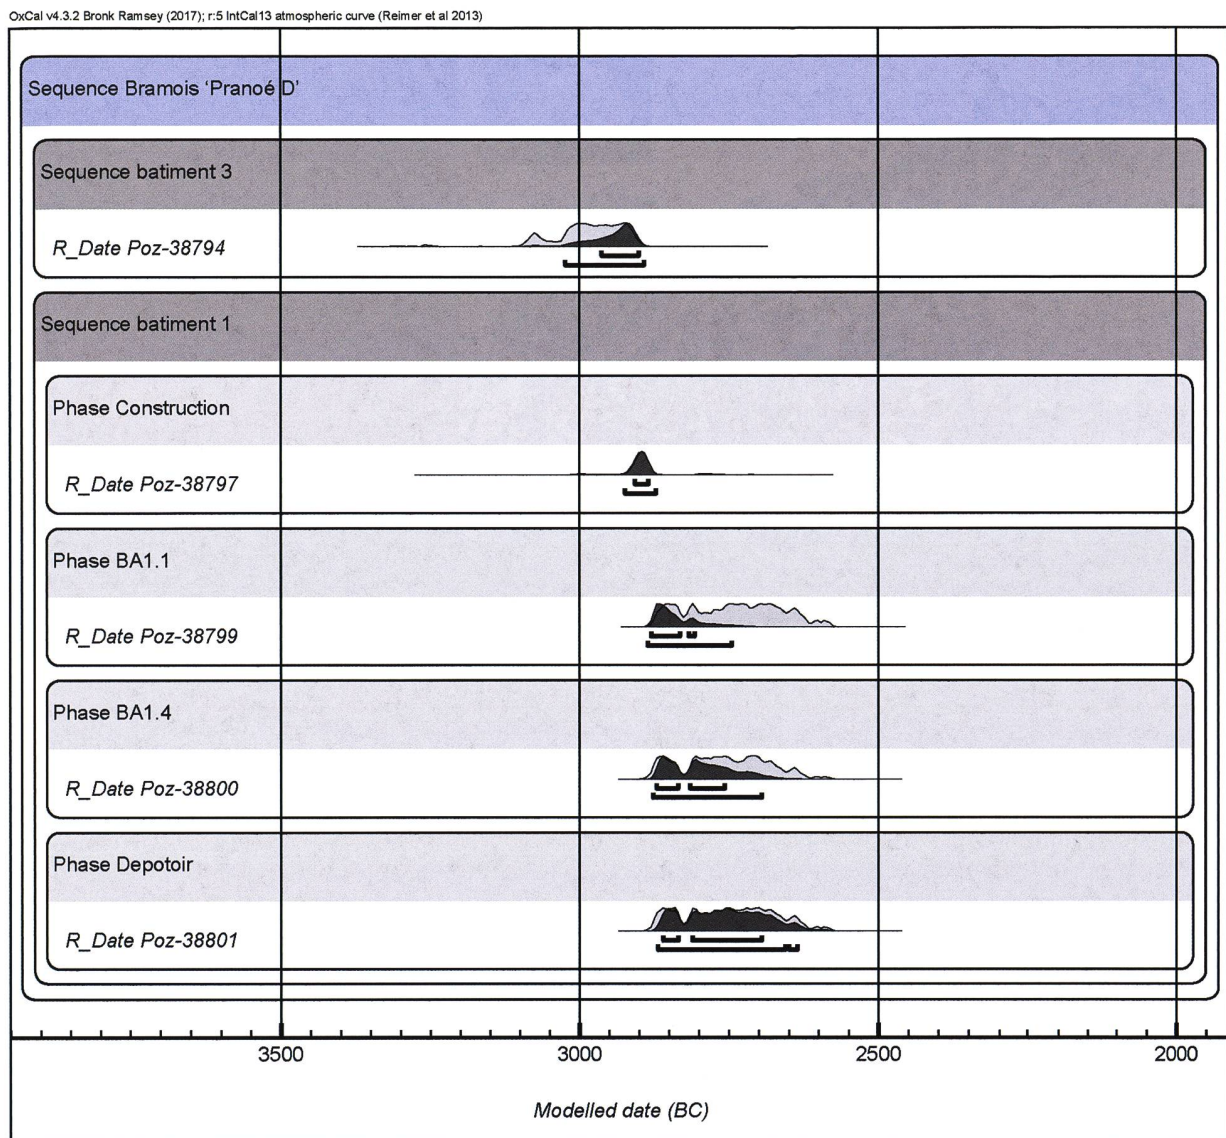 OxCal v4.3.2 Bronk Ramsey (2017); r:5 IntCal13 atmospheric curve (Reimer et al 2013)
Sequence Bramois ‘Pranoé D’
Sequence batiment 3
R_Date Poz-38794
Sequence batiment 1
Phase Construction
R_Date Poz-38797
Phase BA1.1
R_Date Poz-38799
Phase BA1.4
R_Date Poz-38800
Phase Depotoir
R_Date Poz-38801
3500 3000 2500 2000
Modelled date (BC)